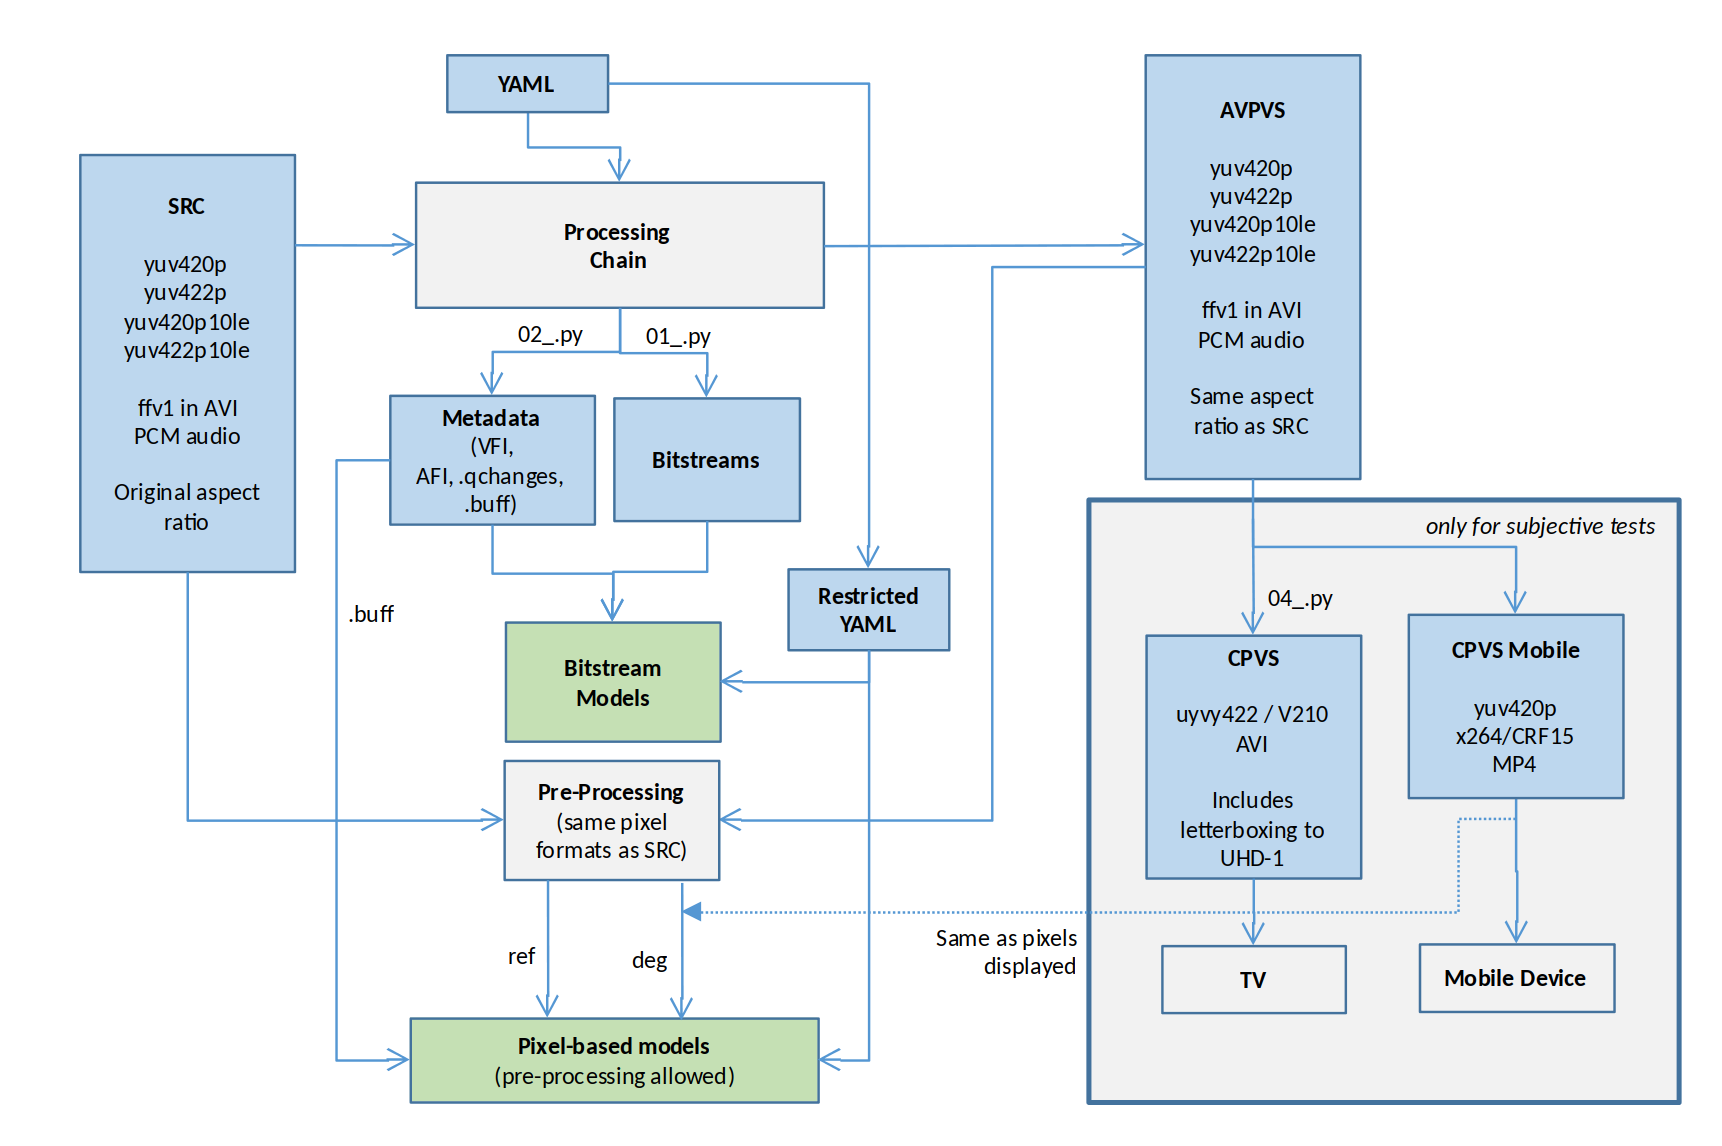 YAML
SRC
yuv420p
yuv422p
yuv420p10le
yuv422p10le
ffv1 in AVI
PCM audio
Original aspect
ratio
Processing
Chain
AVPVS
yuv420p
yuv422p
yuv420p10le
yuv422p10le
ffv1 in AVI
PCM audio
Same aspect
ratio as SRC
02_.py
01_.py
Metadata
(VFI,
AFI, .qchanges,
.buff)
Bitstreams
.buff
Restricted
YAML
Bitstream
Models
Pre-Processing
(same pixel
formats as SRC)
ref
deg
Pixel-based models
(pre-processing allowed)
only for subjective tests
04_.py
CPVS
uyvy422 / V210
AVI
Includes
letterboxing to
UHD-1
CPVS Mobile
yuv420p
x264/CRF15
MP4
Same as pixels
displayed
TV
Mobile Device